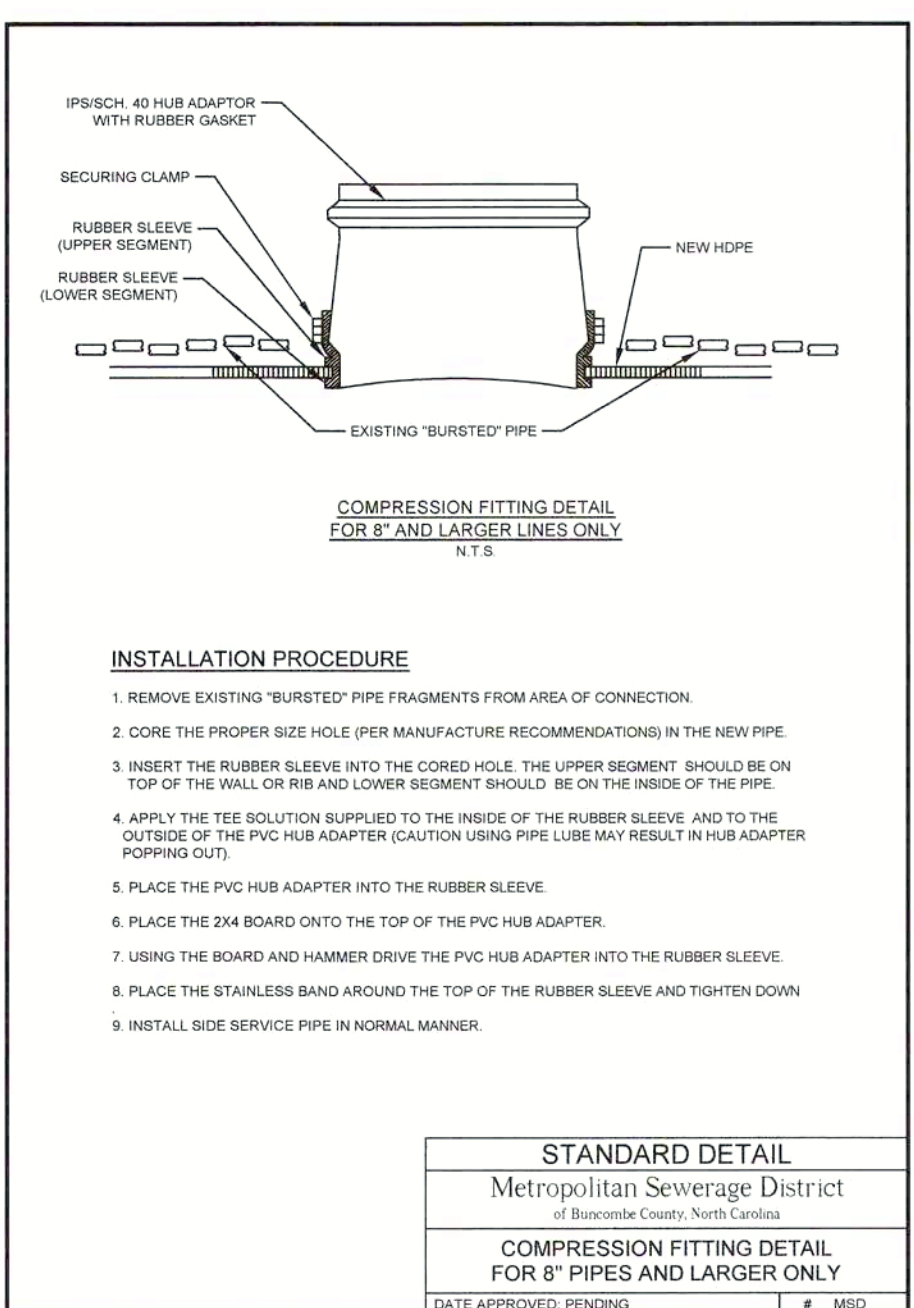 IPS/SCH. 40 HUB ADAPTOR
WITH RUBBER GASKET
SECURING CLAMP
RUBBER SLEEVE
(UPPER SEGMENT)
RUBBER SLEEVE
(LOWER SEGMENT)
NEW HDPE
EXISTING "BURSTED" PIPE
COMPRESSION FITTING DETAIL
FOR 8" AND LARGER LINES ONLY
N.T.S.
INSTALLATION PROCEDURE
1. REMOVE EXISTING "BURSTED" PIPE FRAGMENTS FROM AREA OF CONNECTION.
2. CORE THE PROPER SIZE HOLE (PER MANUFACTURE RECOMMENDATIONS) IN THE NEW PIPE.
3. INSERT THE RUBBER SLEEVE INTO THE CORED HOLE. THE UPPER SEGMENT SHOULD BE ON
TOP OF THE WALL OR RIB AND LOWER SEGMENT SHOULD BE ON THE INSIDE OF THE PIPE.
4. APPLY THE TEE SOLUTION SUPPLIED TO THE INSIDE OF THE RUBBER SLEEVE AND TO THE
OUTSIDE OF THE PVC HUB ADAPTER (CAUTION USING PIPE LUBE MAY RESULT IN HUB ADAPTER
POPPING OUT).
5. PLACE THE PVC HUB ADAPTER INTO THE RUBBER SLEEVE.
6. PLACE THE 2X4 BOARD ONTO THE TOP OF THE PVC HUB ADAPTER.
7. USING THE BOARD AND HAMMER DRIVE THE PVC HUB ADAPTER INTO THE RUBBER SLEEVE.
8. PLACE THE STAINLESS BAND AROUND THE TOP OF THE RUBBER SLEEVE AND TIGHTEN DOWN
.
9. INSTALL SIDE SERVICE PIPE IN NORMAL MANNER.
STANDARD DETAIL
Metropolitan Sewerage District
of Buncombe County, North Carolina
COMPRESSION FITTING DETAIL
FOR 8" PIPES AND LARGER ONLY
DATE APPROVED: PENDING # MSD